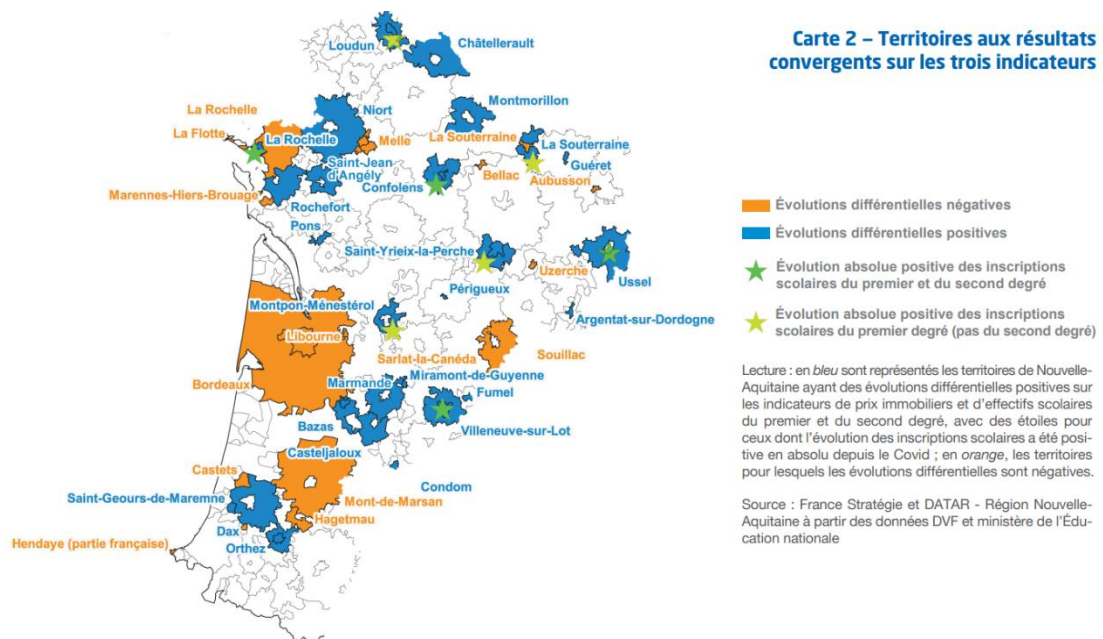 Carte 2 – Territoires aux résultats
convergents sur les trois indicateurs
Loudun
Châtellerault
Niort
Montmorillon
La Rochelle
La Flotte
La Rochelle
Melle
La Souterraine
La Souterraine
Guéret
Saint-Jean
d'Angély
Confolens
Bellac
Aubusson
Marennes-Hiers-Brouage
Rochefort
Pons
Saint-Yrieix-la-Perche
Uzerche
Ussel
Périgueux
Montpon-Ménestérol
Argentat-sur-Dordogne
Libourne
Sarlat-la-Canéda
Souillac
Bordeaux
Marmande
Miramont-de-Guyenne
Fumel
Bazas
Villeneuve-sur-Lot
Casteljaloux
Castets
Condom
Saint-Geours-de-Maremne
Mont-de-Marsan
Hagetmau
Dax
Orthez
Hendaye (partie française)
Évolutions différentielles négatives
Évolutions différentielles positives
Évolution absolue positive des inscriptions
scolaires du premier et du second degré
Évolution absolue positive des inscriptions
scolaires du premier degré (pas du second degré)
Lecture : en bleu sont représentés les territoires de Nouvelle-
Aquitaine ayant des évolutions différentielles positives sur
les indicateurs de prix immobiliers et d'effectifs scolaires
du premier et du second degré, avec des étoiles pour
ceux dont l'évolution des inscriptions scolaires a été posi-
tive en absolu depuis le Covid ; en orange, les territoires
pour lesquels les évolutions différentielles sont négatives.
Source : France Stratégie et DATAR - Région Nouvelle-
Aquitaine à partir des données DVF et ministère de l'Édu-
cation nationale